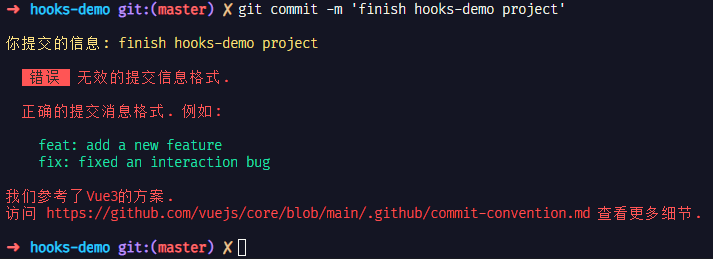 ➜ hooks-demo git:(master) ✗ git commit -m 'finish hooks-demo project'
你提交的信息: finish hooks-demo project
错误 无效的提交信息格式.
正确的提交消息格式. 例如:
feat: add a new feature
fix: fixed an interaction bug
我们参考了Vue3的方案.
访问 https://github.com/vuejs/core/blob/main/.github/commit-convention.md 查看更多细节.
➜ hooks-demo git:(master) ✗